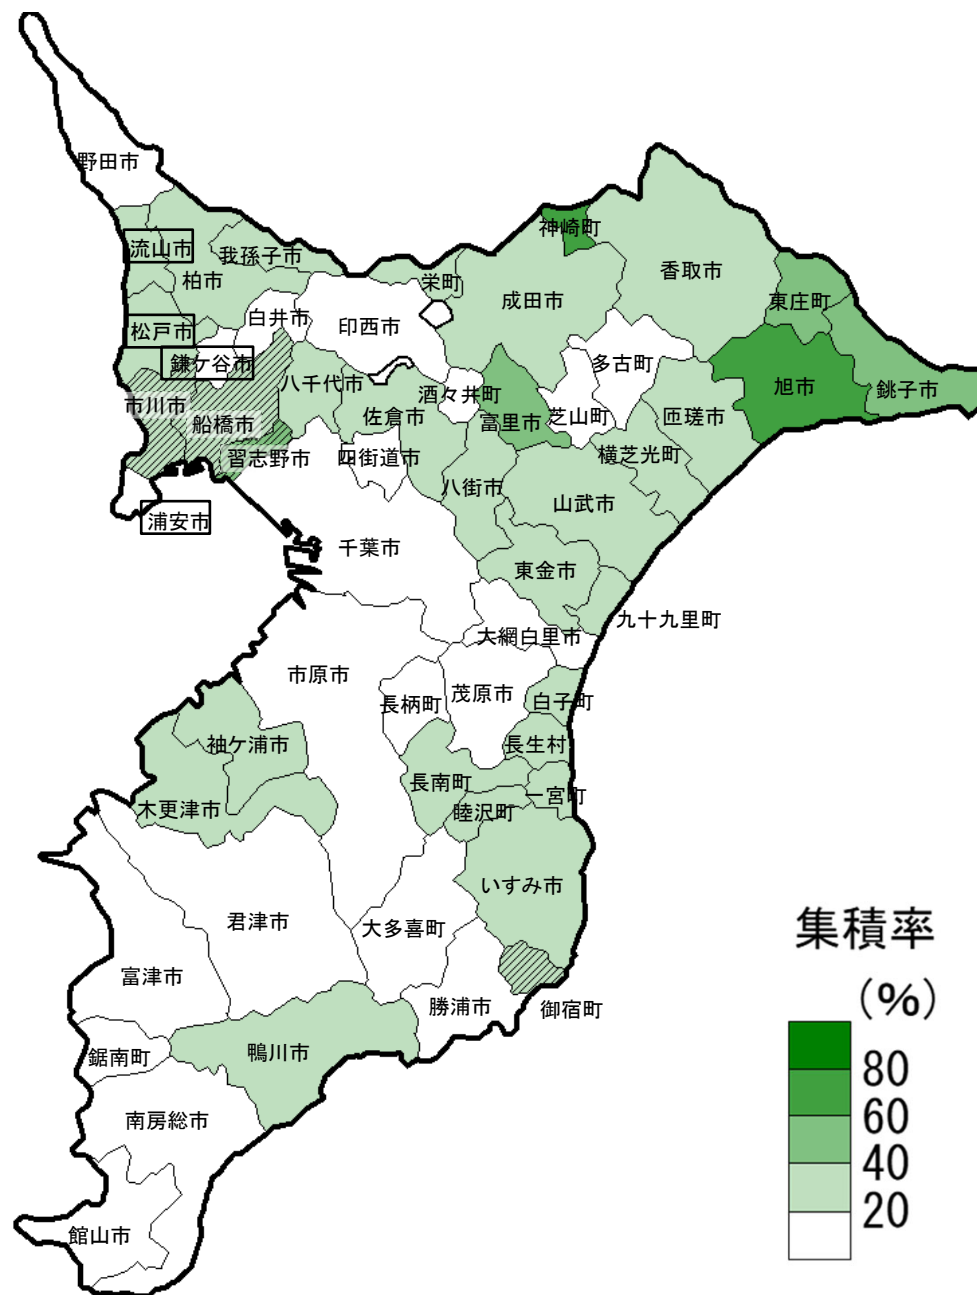 野田市
流山市
我孫子市
柏市
栄町
神崎町
香取市
成田市
東庄町
白井市
印西市
松戸市
鎌ケ谷市
多古町
八千代市
酒々井町
旭市
銚子市
市川市
船橋市
佐倉市
富里市
芝山町
匝瑳市
習志野市
四街道市
横芝光町
八街市
山武市
浦安市
千葉市
東金市
九十九里町
大網白里市
市原市
長柄町
茂原市
白子町
袖ケ浦市
長生村
長南町
一宮町
木更津市
睦沢町
いすみ市
君津市
大多喜町
富津市
勝浦市
御宿町
鋸南町
鴨川市
南房総市
館山市
集積率
(%)
80
60
40
20